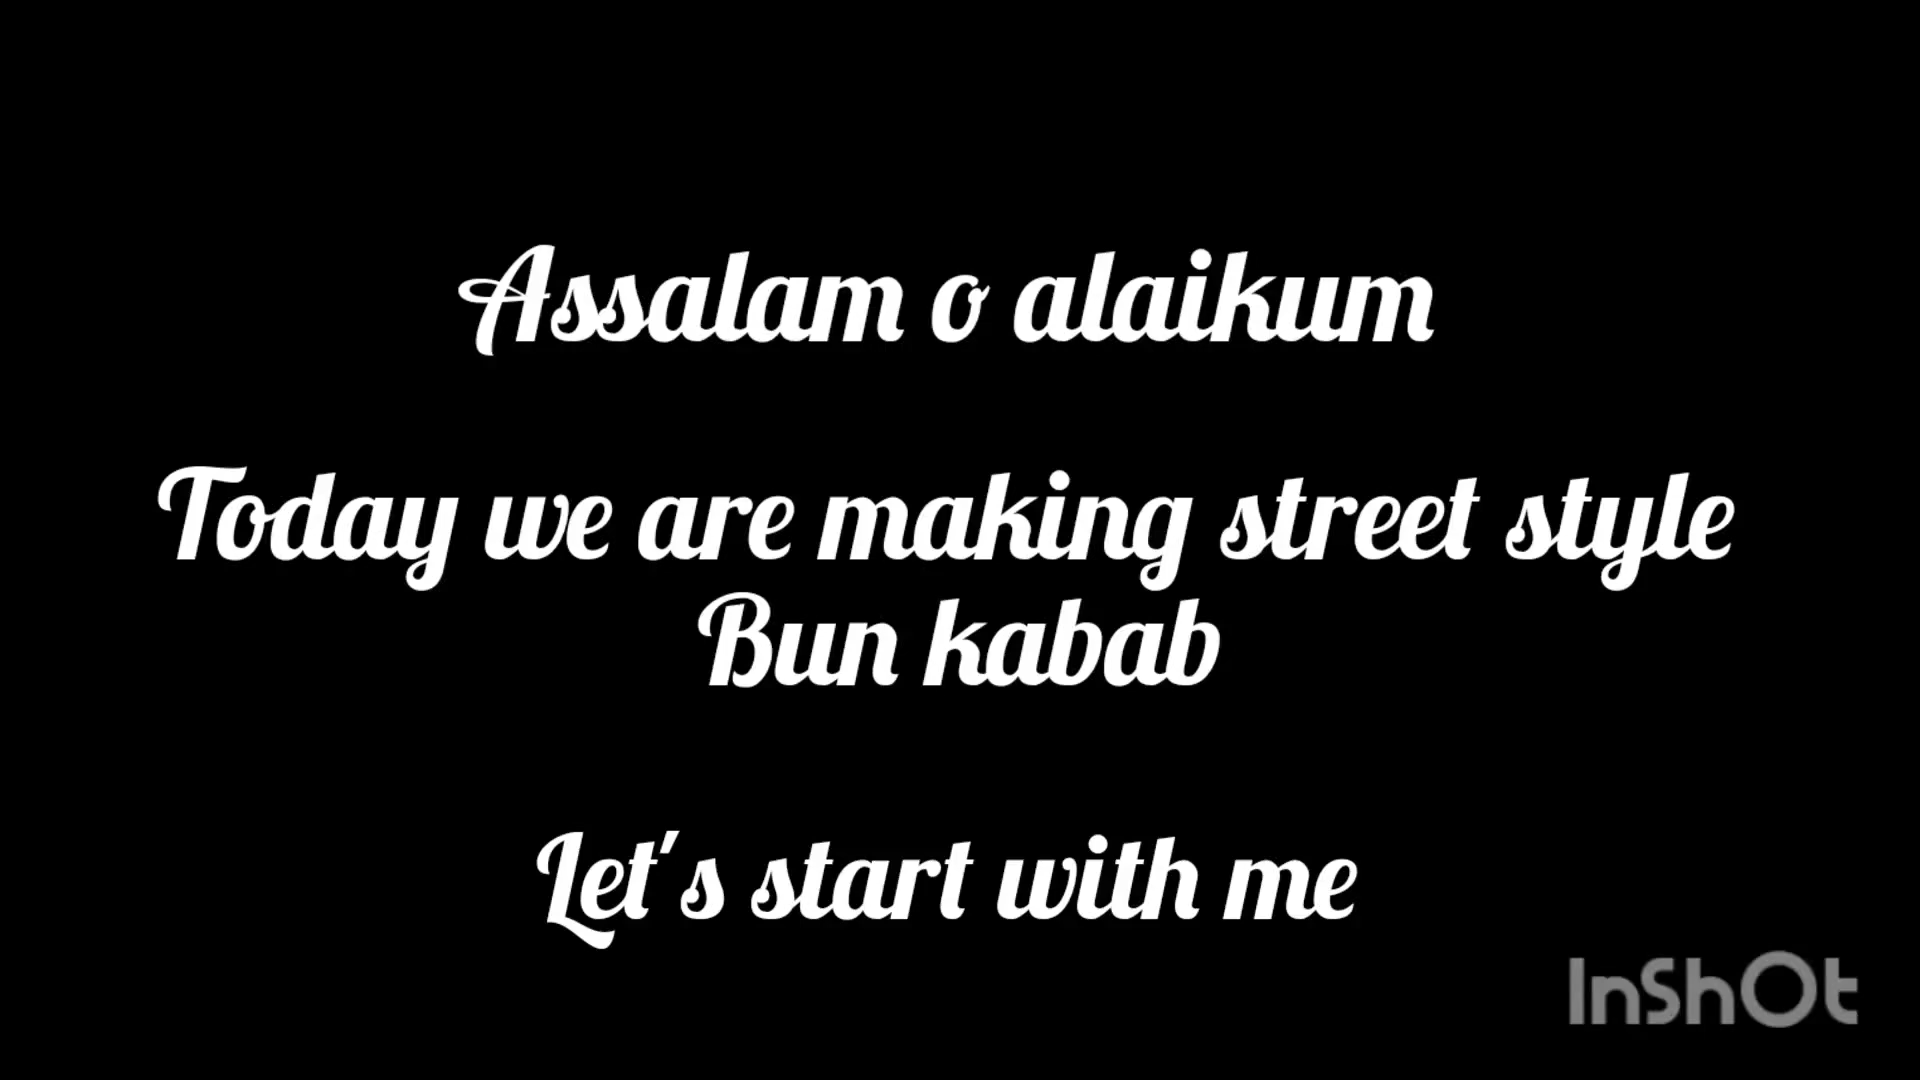 Assalam o alaikum
Today we are making street style
Bun kabab
Let's start with me
InShOt